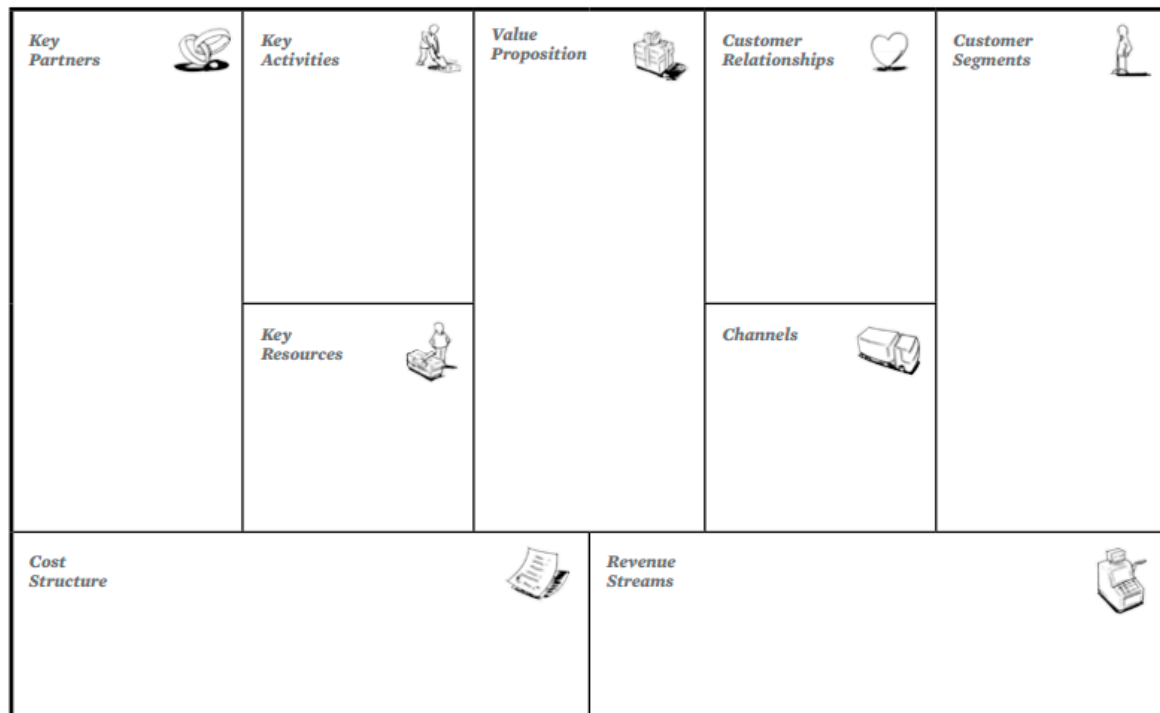 Key
Partners
Key
Activities
Value
Proposition
Customer
Relationships
Customer
Segments
Key
Resources
Channels
Cost
Structure
Revenue
Streams